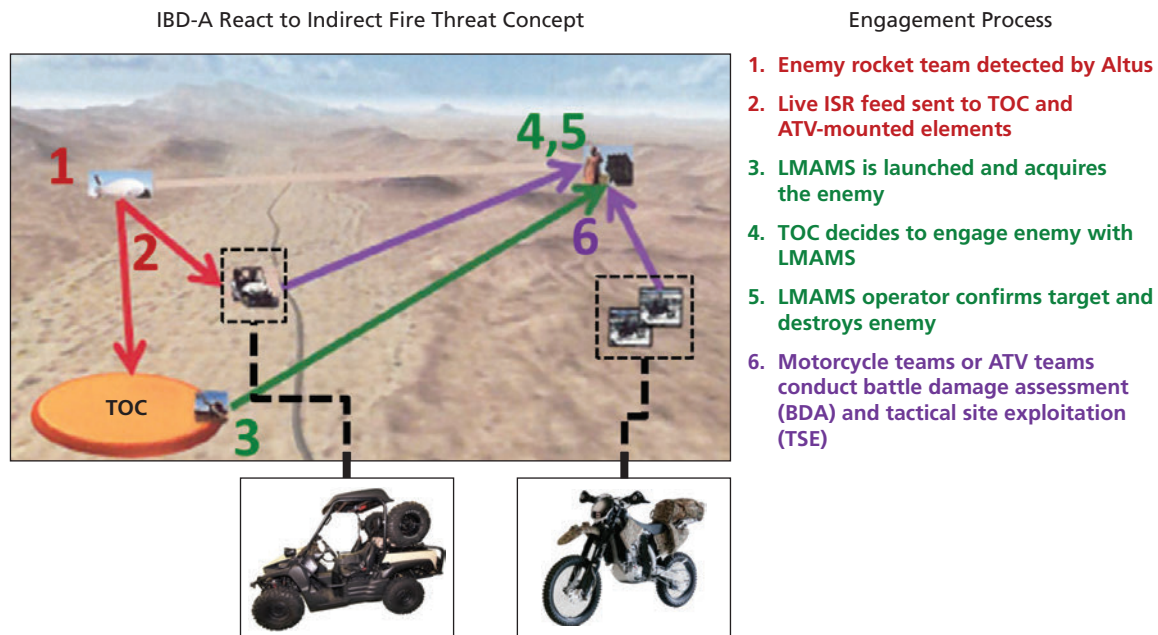 IBD-A React to Indirect Fire Threat Concept
Engagement Process
1
2
3
4,5
6
TOC
1. Enemy rocket team detected by Altus
2. Live ISR feed sent to TOC and
ATV-mounted elements
3. LMAMS is launched and acquires
the enemy
4. TOC decides to engage enemy with
LMAMS
5. LMAMS operator confirms target and
destroys enemy
6. Motorcycle teams or ATV teams
conduct battle damage assessment
(BDA) and tactical site exploitation
(TSE)